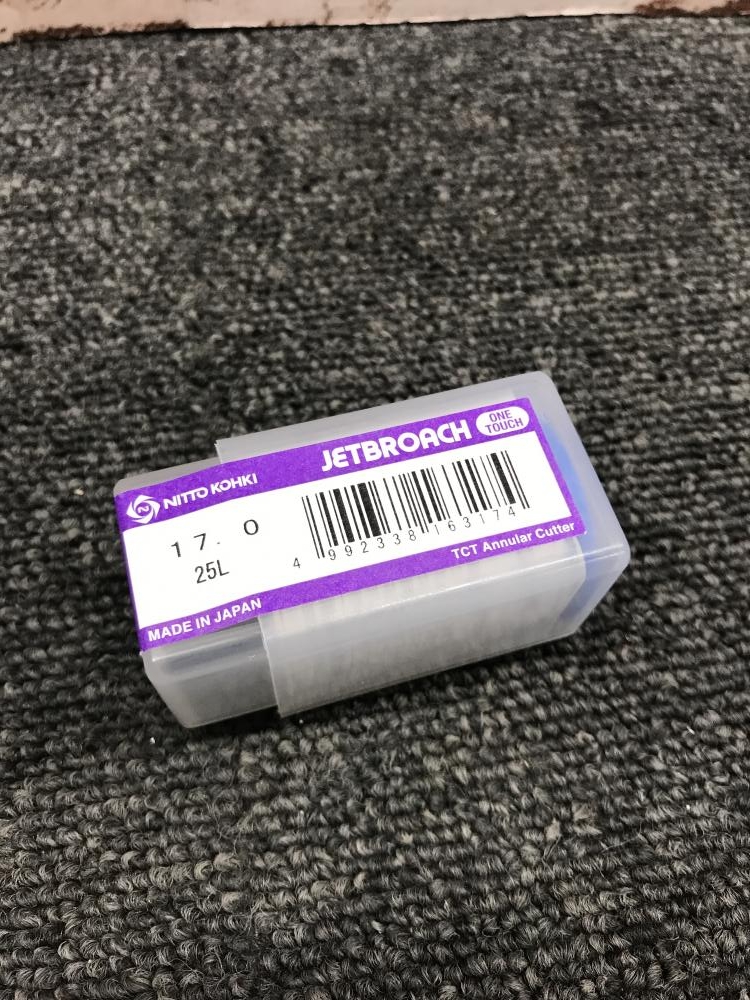 JETBROACH ONE TOUCH
NITTO KOHKI
17.0
25L
4 992338 163174
TCT Annular Cutter
MADE IN JAPAN